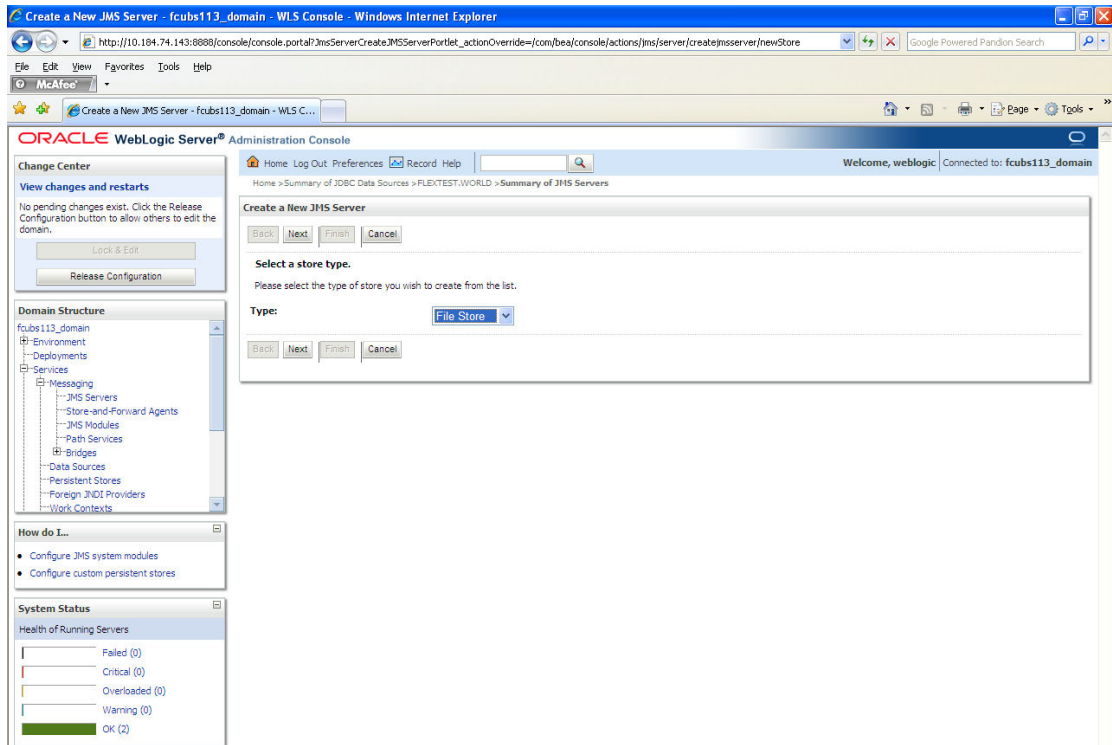 Create a New JMS Server - fcubs113_domain - WLS Console - Windows Internet Explorer
http://10.184.74.143:8888/console/console.portal?JmsServerCreateJMSServerPortlet_actionOverride=/com/bea/console/actions/jms/server/createjmsserver/newStore
Google Powered Pandion Search
File Edit View Favorites Tools Help
McAfee
Create a New JMS Server - fcubs113_domain - WLS C...
Page Tools
ORACLE WebLogic Server® Administration Console
Change Center
View changes and restarts
No pending changes exist. Click the Release
Configuration button to allow others to edit the
domain.
Lock & Edit
Release Configuration
Domain Structure
fcubs113_domain
Environment
Deployments
Services
Messaging
JMS Servers
Store-and-Forward Agents
JMS Modules
Path Services
Bridges
Data Sources
Persistent Stores
Foreign JNDI Providers
Work Contexts
How do I...
Configure JMS system modules
Configure custom persistent stores
System Status
Health of Running Servers
Failed (0)
Critical (0)
Overloaded (0)
Warning (0)
OK (2)
Home Log Out Preferences Record Help
Welcome, weblogic Connected to: fcubs113_domain
Home >Summary of JDBC Data Sources >FLEXTEST.WORLD >Summary of JMS Servers
Create a New JMS Server
Back Next Finish Cancel
Select a store type.
Please select the type of store you wish to create from the list.
Type: File Store
Back Next Finish Cancel